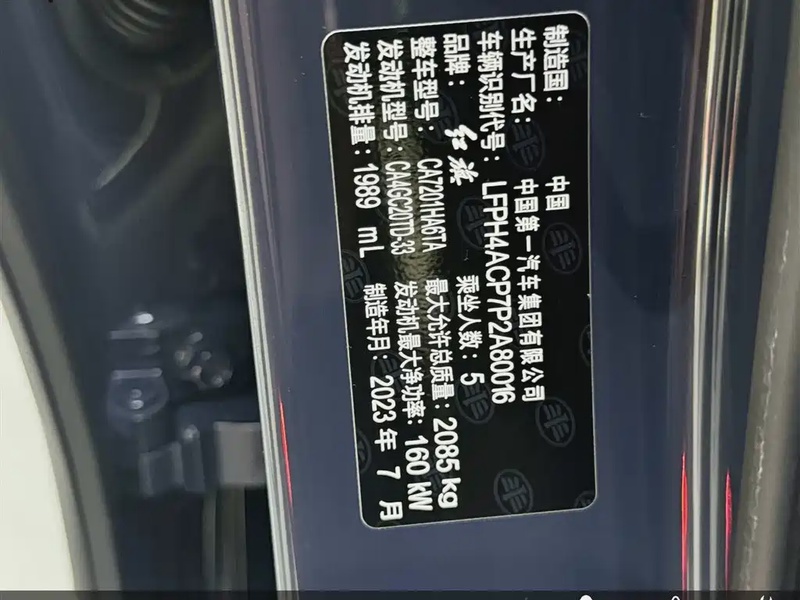 制造国： 中国
生产厂名： 中国第一汽车集团有限公司
车辆识别代号： LFPH4ACP7P2A80016
品牌： 红旗 乘坐人数： 5
整车型号： CA7201HA6TA 最大允许总质量： 2085 kg
发动机型号： CA4GC20TD-33 发动机最大净功率： 160 kW
发动机排量： 1989 mL 制造年月： 2023 年 7 月